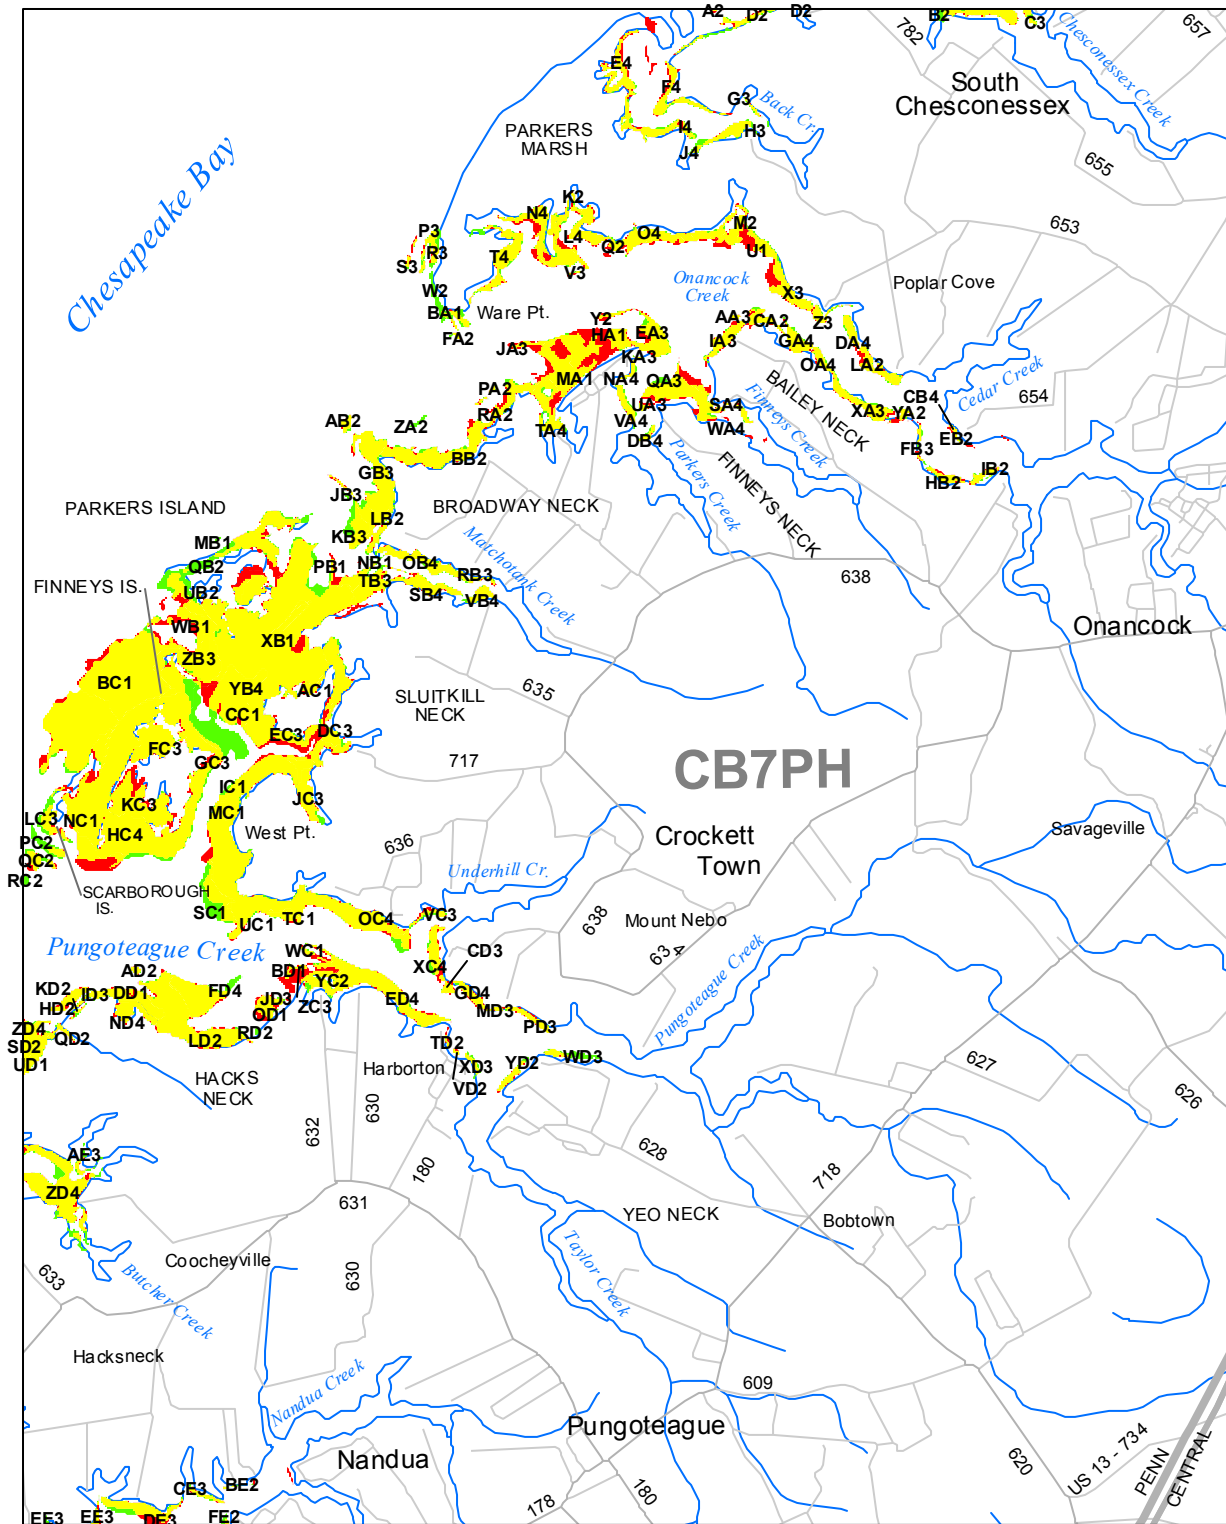 A2
D2
D2
B2
C3
782
657
Chesconessex Creek
E4
F4
G3
Back Cr.
South
Chesconessex
PARKERS
MARSH
I4
H3
J4
655
Chesapeake Bay
K2
N4
L4
O4
M2
Q2
U1
653
P3
R3
S3
T4
V3
W2
BA1
FA2
Ware Pt.
Onancock
Creek
X3
Poplar Cove
Y2
HA1
EA3
AA3
CA2
Z3
IA3
GA4
DA4
JA3
KA3
OA4
LA2
MA1
NA4
QA3
BAILEY NECK
PA2
RA2
TA4
UA3
VA4
SA4
WA4
DB4
Finneys Creek
XA3
YA2
CB4
Cedar Creek
654
AB2
ZA2
BB2
FB3
EB2
HB2
IB2
GB3
JB3
LB2
KB3
Parkers Creek
FINNEYS NECK
BROADWAY NECK
PARKERS ISLAND
MB1
QB2
PB1
NB1
OB4
TB3
RB3
SB4
VB4
Matchotank Creek
638
FINNEYS IS.
UB2
WB1
XB1
ZB3
Onancock
BC1
YB4
AC1
CC1
SLUITKILL
NECK
635
EC3
DC3
FC3
GC3
717
CB7PH
IC1
JC3
KC3
MC1
LC3
NC1
HC4
West Pt.
PC2
QC2
RC2
636
Crockett
Town
Savageville
SCARBOROUGH
IS.
Underhill Cr.
SC1
TC1
UC1
OC4
VC3
638
Mount Nebo
634
Pungoteague Creek
WC1
CD3
BD1
YC2
XC4
AD2
KD2
ID3
DD1
FD4
JD3
ZC3
ED4
GD4
HD2
ND4
OD1
MD3
PD3
Pungoteague Creek
ZD4
QD2
SD2
LD2
RD2
UD1
TD2
Harborton
XD3
VD2
YD2
WD3
627
626
HACKS
NECK
632
630
180
628
718
AE3
ZD4
631
YEO NECK
Bobtown
Coocheyville
633
Butcher Creek
630
Taylor Creek
Hacksneck
Nandua Creek
609
Pungoteague
Nandua
620
US 13 - 734
PENN
CENTRAL
CE3
BE2
EE3
EE3
DE3
FE2
178
180